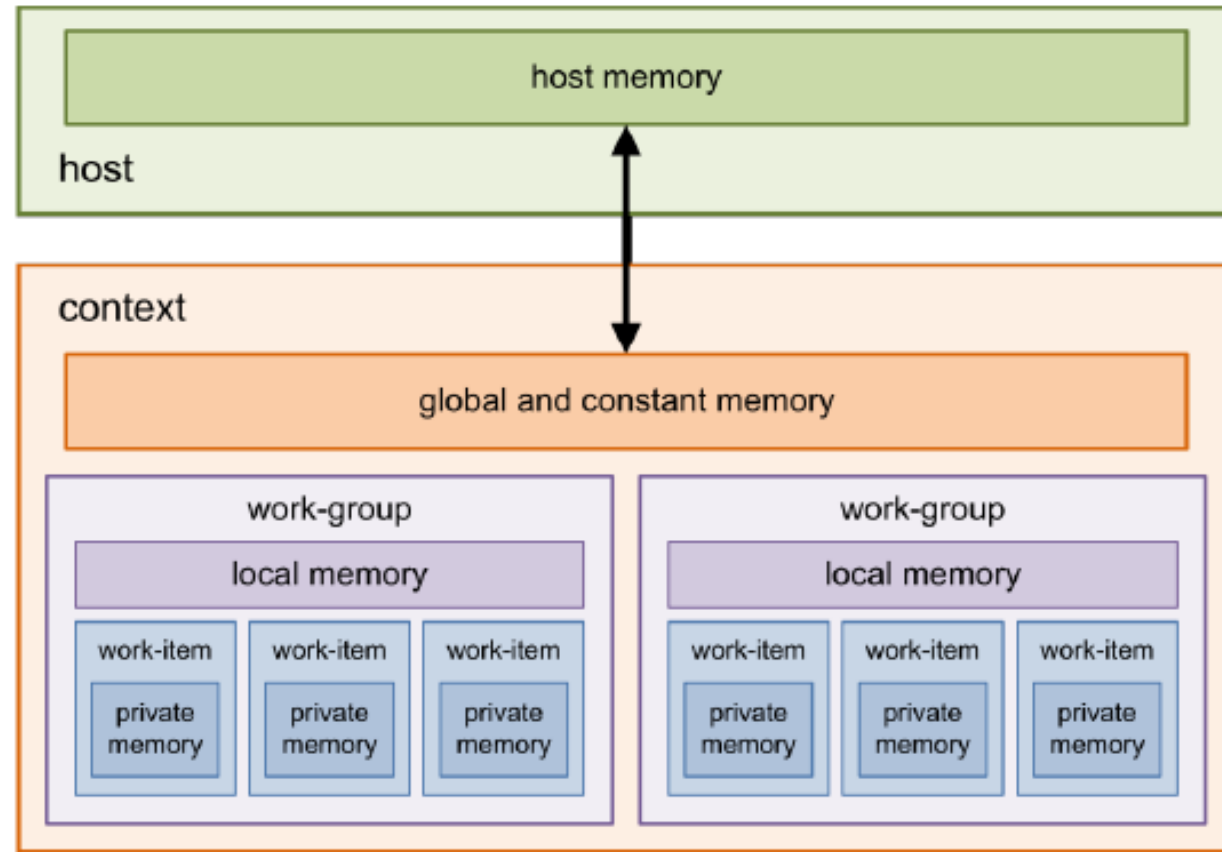 host memory
host
context
global and constant memory
work-group
local memory
work-item
private
memory
work-item
private
memory
work-item
private
memory
work-group
local memory
work-item
private
memory
work-item
private
memory
work-item
private
memory